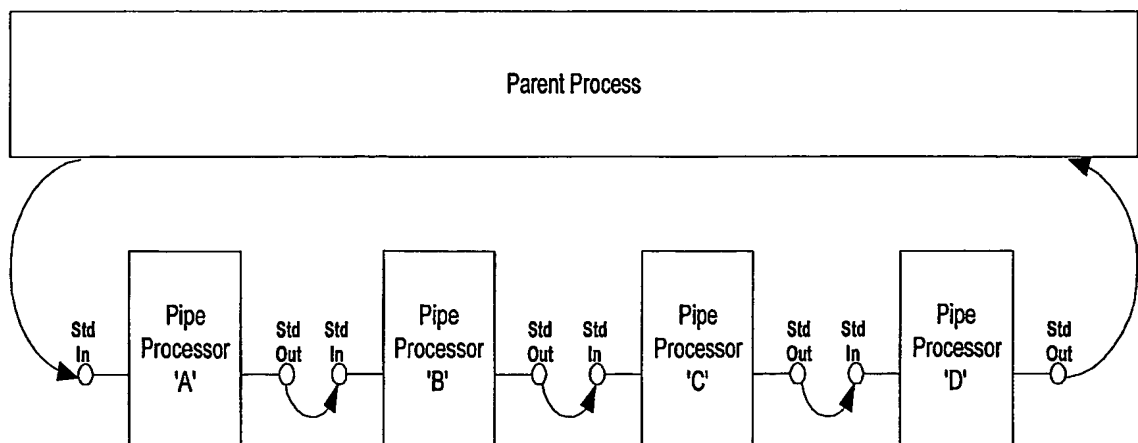 Parent Process
Std
In
Pipe
Processor
'A'
Std
Out
Std
In
Pipe
Processor
'B'
Std
Out
Std
In
Pipe
Processor
'C'
Std
Out
Std
In
Pipe
Processor
'D'
Std
Out